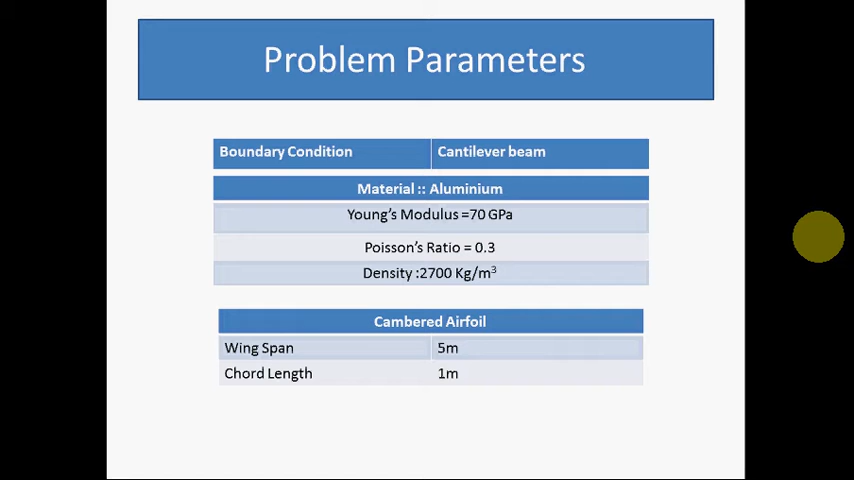 Problem Parameters
Boundary Condition Cantilever beam
Material :: Aluminium
Young's Modulus =70 GPa
Poisson's Ratio = 0.3
Density :2700 Kg/m³
Cambered Airfoil
Wing Span 5m
Chord Length 1m